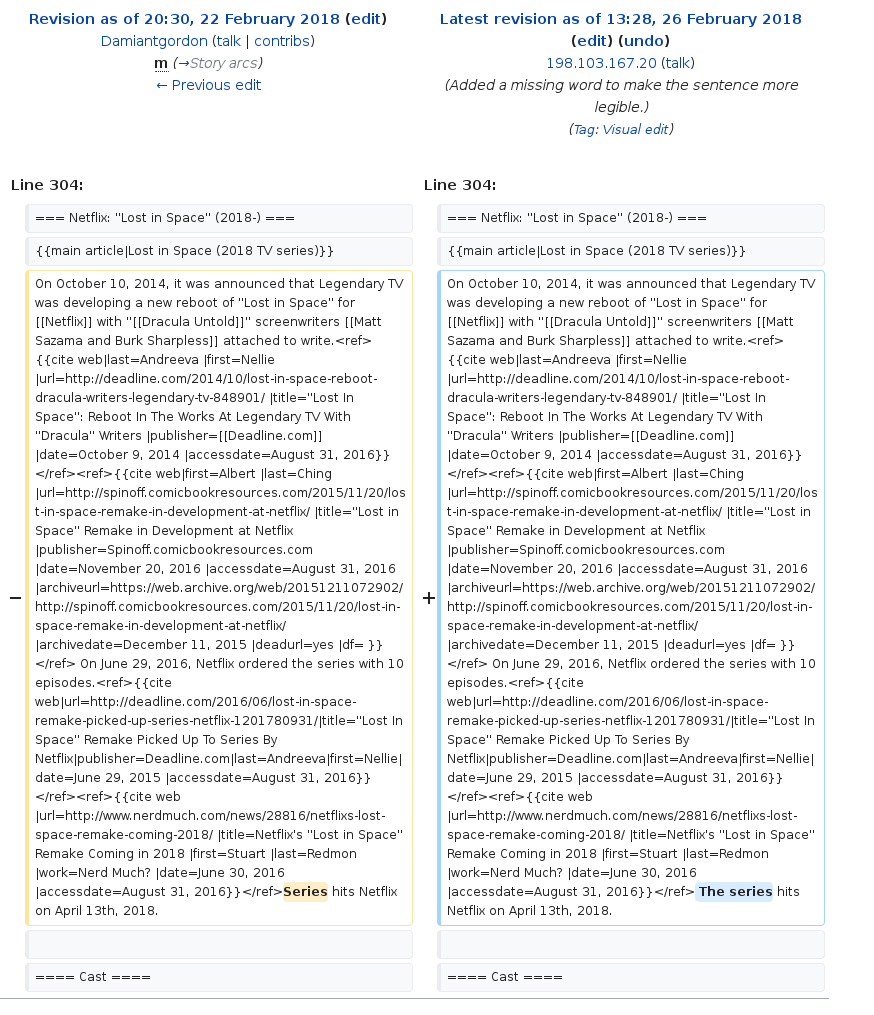 Revision as of 20:30, 22 February 2018 (edit)
Damiantgordon (talk | contribs)
m (→Story arcs)
← Previous edit
Latest revision as of 13:28, 26 February 2018
(edit) (undo)
198.103.167.20 (talk)
(Added a missing word to make the sentence more
legible.)
(Tag: Visual edit)
Line 304:
=== Netflix: ''Lost in Space'' (2018-) ===
{{main article|Lost in Space (2018 TV series)}}
−
On October 10, 2014, it was announced that Legendary TV
was developing a new reboot of ''Lost in Space'' for
[[Netflix]] with ''[[Dracula Untold]]'' screenwriters [[Matt
Sazama and Burk Sharpless]] attached to write.<ref>
{{cite web|last=Andreeva |first=Nellie
|url=http://deadline.com/2014/10/lost-in-space-reboot-
dracula-writers-legendary-tv-848901/ |title=''Lost In
Space'': Reboot In The Works At Legendary TV With
''Dracula'' Writers |publisher=[[Deadline.com]]
|date=October 9, 2014 |accessdate=August 31, 2016}}
</ref><ref>{{cite web|first=Albert |last=Ching
|url=http://spinoff.comicbookresources.com/2015/11/20/los
t-in-space-remake-in-development-at-netflix/ |title=''Lost in
Space'' Remake in Development at Netflix
|publisher=Spinoff.comicbookresources.com
|date=November 20, 2016 |accessdate=August 31, 2016
|archiveurl=https://web.archive.org/web/20151211072902/
http://spinoff.comicbookresources.com/2015/11/20/lost-in-
space-remake-in-development-at-netflix/
|archivedate=December 11, 2015 |deadurl=yes |df= }}
</ref> On June 29, 2016, Netflix ordered the series with 10
episodes.<ref>{{cite
web|url=http://deadline.com/2016/06/lost-in-space-
remake-picked-up-series-netflix-1201780931/|title=''Lost In
Space'' Remake Picked Up To Series By
Netflix|publisher=Deadline.com|last=Andreeva|first=Nellie|
date=June 29, 2015 |accessdate=August 31, 2016}}
</ref><ref>{{cite web
|url=http://www.nerdmuch.com/news/28816/netflixs-lost-
space-remake-coming-2018/ |title=Netflix's ''Lost in Space''
Remake Coming in 2018 |first=Stuart |last=Redmon
|work=Nerd Much? |date=June 30, 2016
|accessdate=August 31, 2016}}</ref>Series hits Netflix
on April 13th, 2018.
==== Cast ====
Line 304:
=== Netflix: ''Lost in Space'' (2018-) ===
{{main article|Lost in Space (2018 TV series)}}
+
On October 10, 2014, it was announced that Legendary TV
was developing a new reboot of ''Lost in Space'' for
[[Netflix]] with ''[[Dracula Untold]]'' screenwriters [[Matt
Sazama and Burk Sharpless]] attached to write.<ref>
{{cite web|last=Andreeva |first=Nellie
|url=http://deadline.com/2014/10/lost-in-space-reboot-
dracula-writers-legendary-tv-848901/ |title=''Lost In
Space'': Reboot In The Works At Legendary TV With
''Dracula'' Writers |publisher=[[Deadline.com]]
|date=October 9, 2014 |accessdate=August 31, 2016}}
</ref><ref>{{cite web|first=Albert |last=Ching
|url=http://spinoff.comicbookresources.com/2015/11/20/los
t-in-space-remake-in-development-at-netflix/ |title=''Lost in
Space'' Remake in Development at Netflix
|publisher=Spinoff.comicbookresources.com
|date=November 20, 2016 |accessdate=August 31, 2016
|archiveurl=https://web.archive.org/web/20151211072902/
http://spinoff.comicbookresources.com/2015/11/20/lost-in-
space-remake-in-development-at-netflix/
|archivedate=December 11, 2015 |deadurl=yes |df= }}
</ref> On June 29, 2016, Netflix ordered the series with 10
episodes.<ref>{{cite
web|url=http://deadline.com/2016/06/lost-in-space-
remake-picked-up-series-netflix-1201780931/|title=''Lost In
Space'' Remake Picked Up To Series By
Netflix|publisher=Deadline.com|last=Andreeva|first=Nellie|
date=June 29, 2015 |accessdate=August 31, 2016}}
</ref><ref>{{cite web
|url=http://www.nerdmuch.com/news/28816/netflixs-lost-
space-remake-coming-2018/ |title=Netflix's ''Lost in Space''
Remake Coming in 2018 |first=Stuart |last=Redmon
|work=Nerd Much? |date=June 30, 2016
|accessdate=August 31, 2016}}</ref> The series hits
Netflix on April 13th, 2018.
==== Cast ====